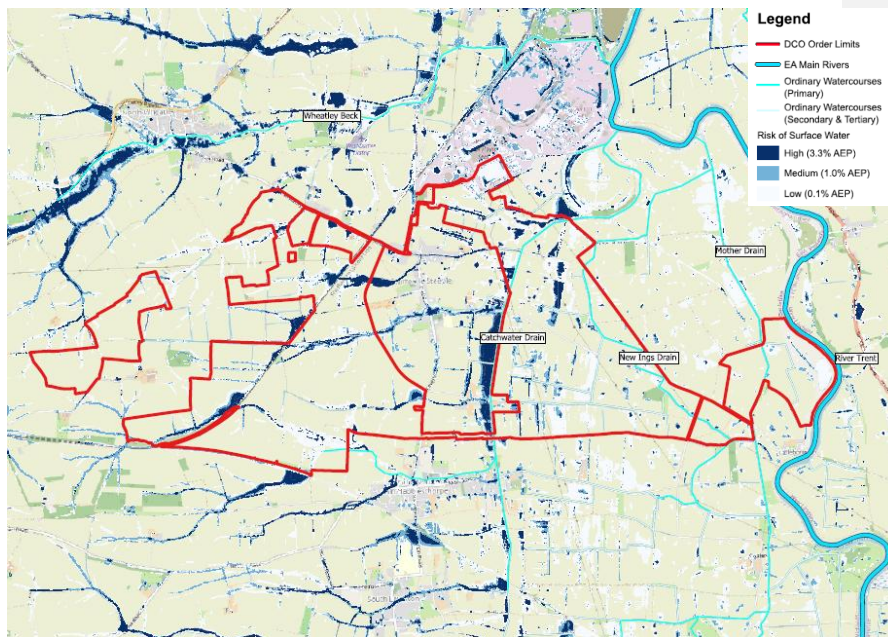 Legend
DCO Order Limits
EA Main Rivers
Ordinary Watercourses
(Primary)
Ordinary Watercourses
(Secondary & Tertiary)
Risk of Surface Water
High (3.3% AEP)
Medium (1.0% AEP)
Low (0.1% AEP)
Wheatley Beck
Mother Drain
Catchwater Drain
New Ings Drain
River Trent